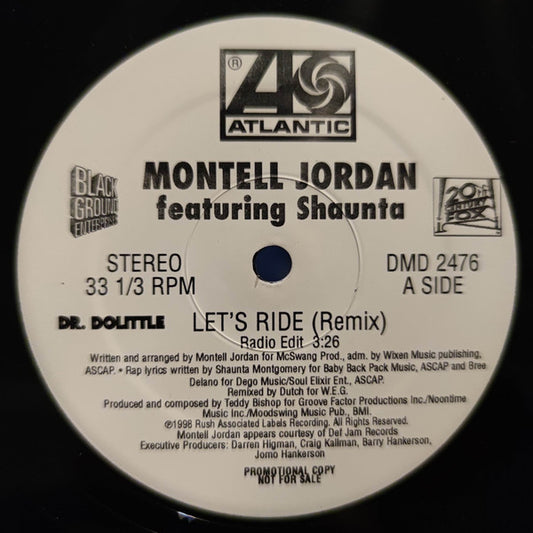 ®
ATLANTIC
MONTELL JORDAN
featuring Shaunta
BLACK
GROUND
ENTERPRISES
20TH
CENTURY
FOX
STEREO
33 1/3 RPM
DMD 2476
A SIDE
DR. DOLITTLE
LET'S RIDE (Remix)
Radio Edit 3:26
Written and arranged by Montell Jordan for McSwang Prod., adm. by Wixen Music publishing,
ASCAP. • Rap lyrics written by Shaunta Montgomery for Baby Back Pack Music, ASCAP and Bree
Delano for Dego Music/Soul Elixir Ent., ASCAP.
Remixed by Dutch for W.E.G.
Produced and composed by Teddy Bishop for Groove Factor Productions Inc./Noontime
Music Inc./Moodswing Music Pub., BMI.
℗1998 Rush Associated Labels Recording. All Rights Reserved.
Montell Jordan appears courtesy of Def Jam Records
Executive Producers: Darren Higman, Craig Kallman, Barry Hankerson,
Jomo Hankerson
PROMOTIONAL COPY
NOT FOR SALE